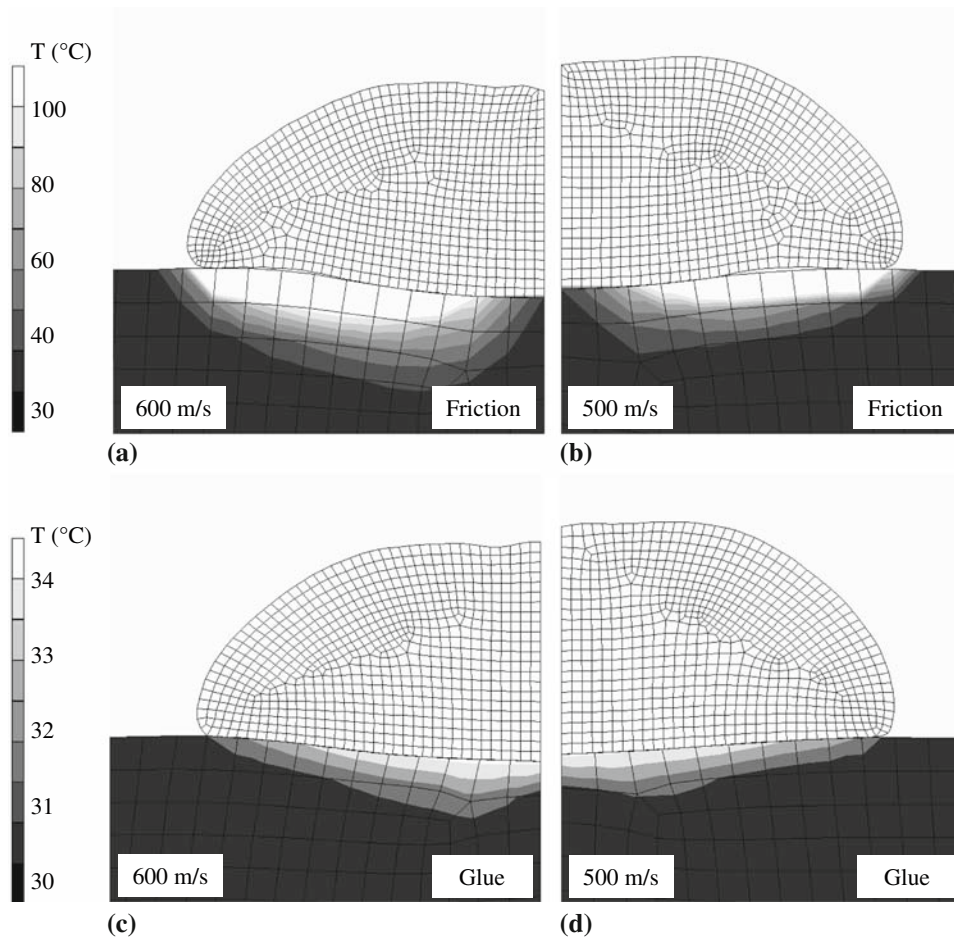 T (°C)
100
80
60
40
30
600 m/s
Friction
500 m/s
Friction
(a)
(b)
T (°C)
34
33
32
31
30
600 m/s
Glue
500 m/s
Glue
(c)
(d)